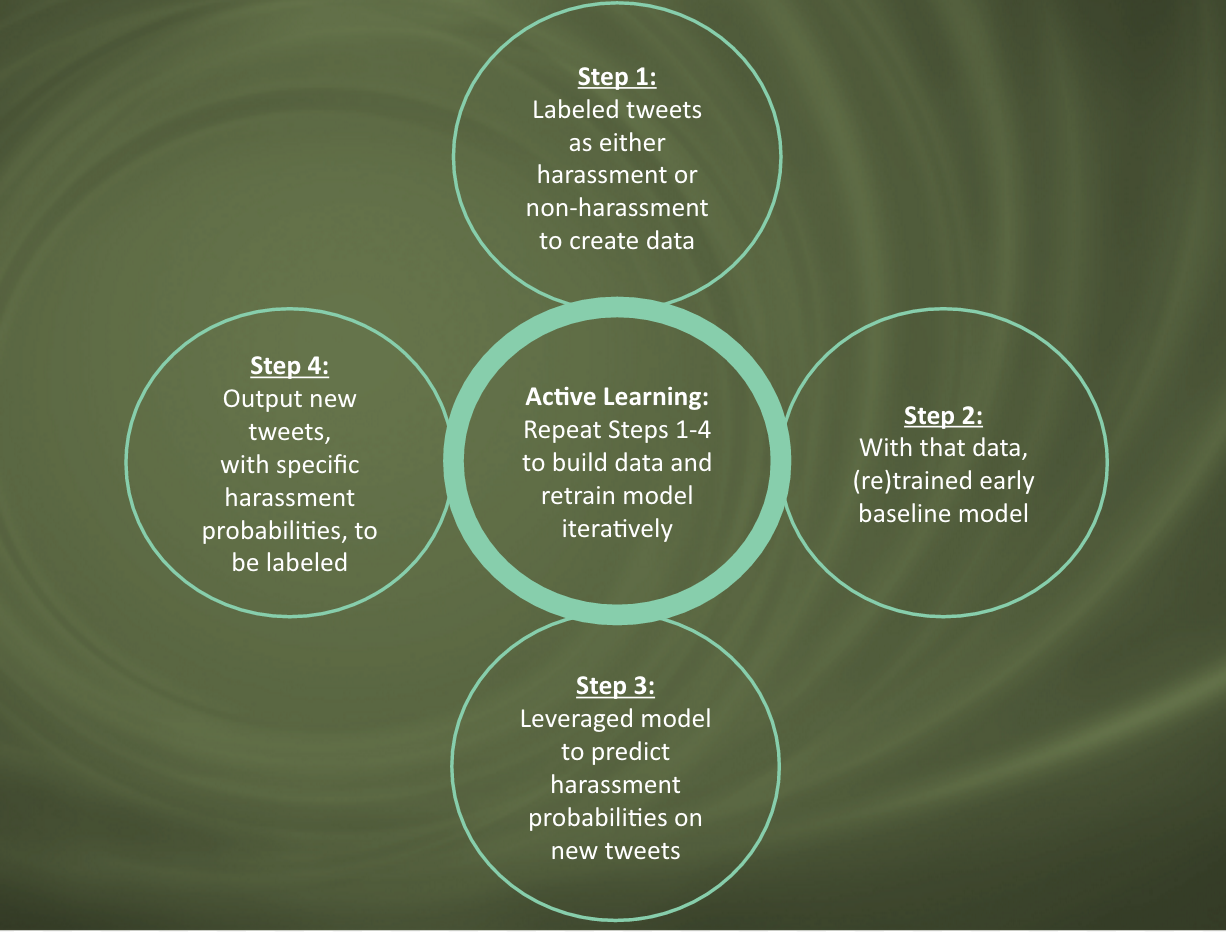 Step 1:
Labeled tweets
as either
harassment or
non-harassment
to create data
Step 2:
With that data,
(re)trained early
baseline model
Step 3:
Leveraged model
to predict
harassment
probabilities on
new tweets
Step 4:
Output new
tweets,
with specific
harassment
probabilities, to
be labeled
Active Learning:
Repeat Steps 1-4
to build data and
retrain model
iteratively